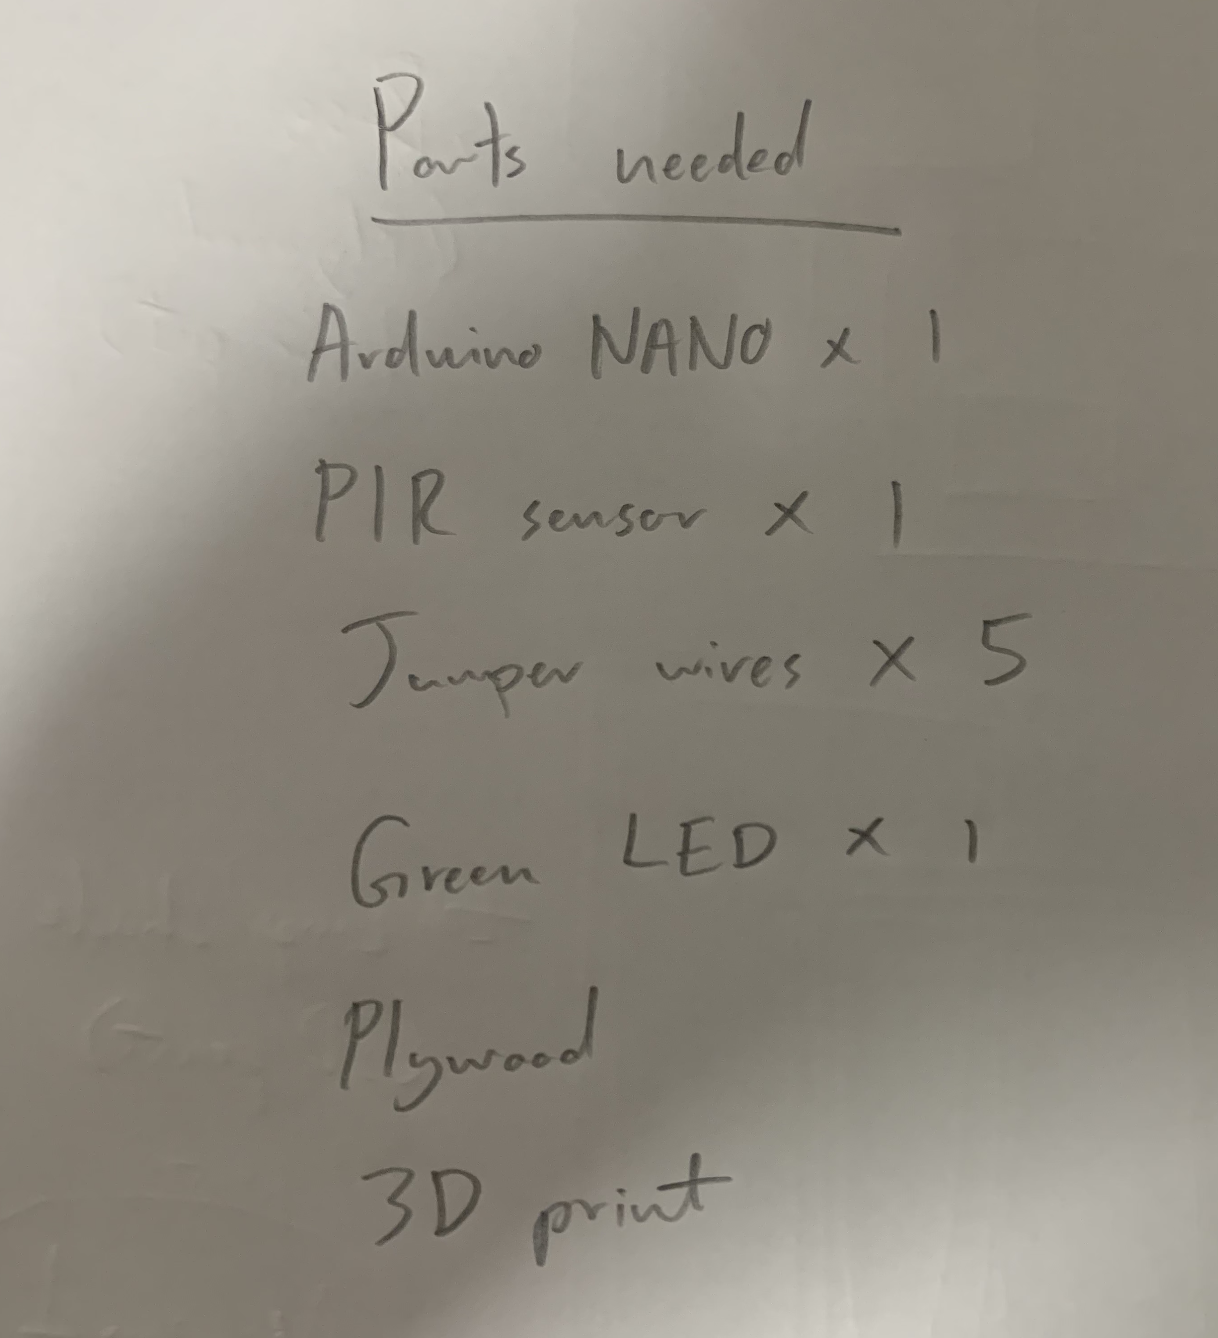 Parts needed
Arduino NANO x 1
PIR sensor x 1
Jumper wires x 5
Green LED x 1
Plywood
3D print